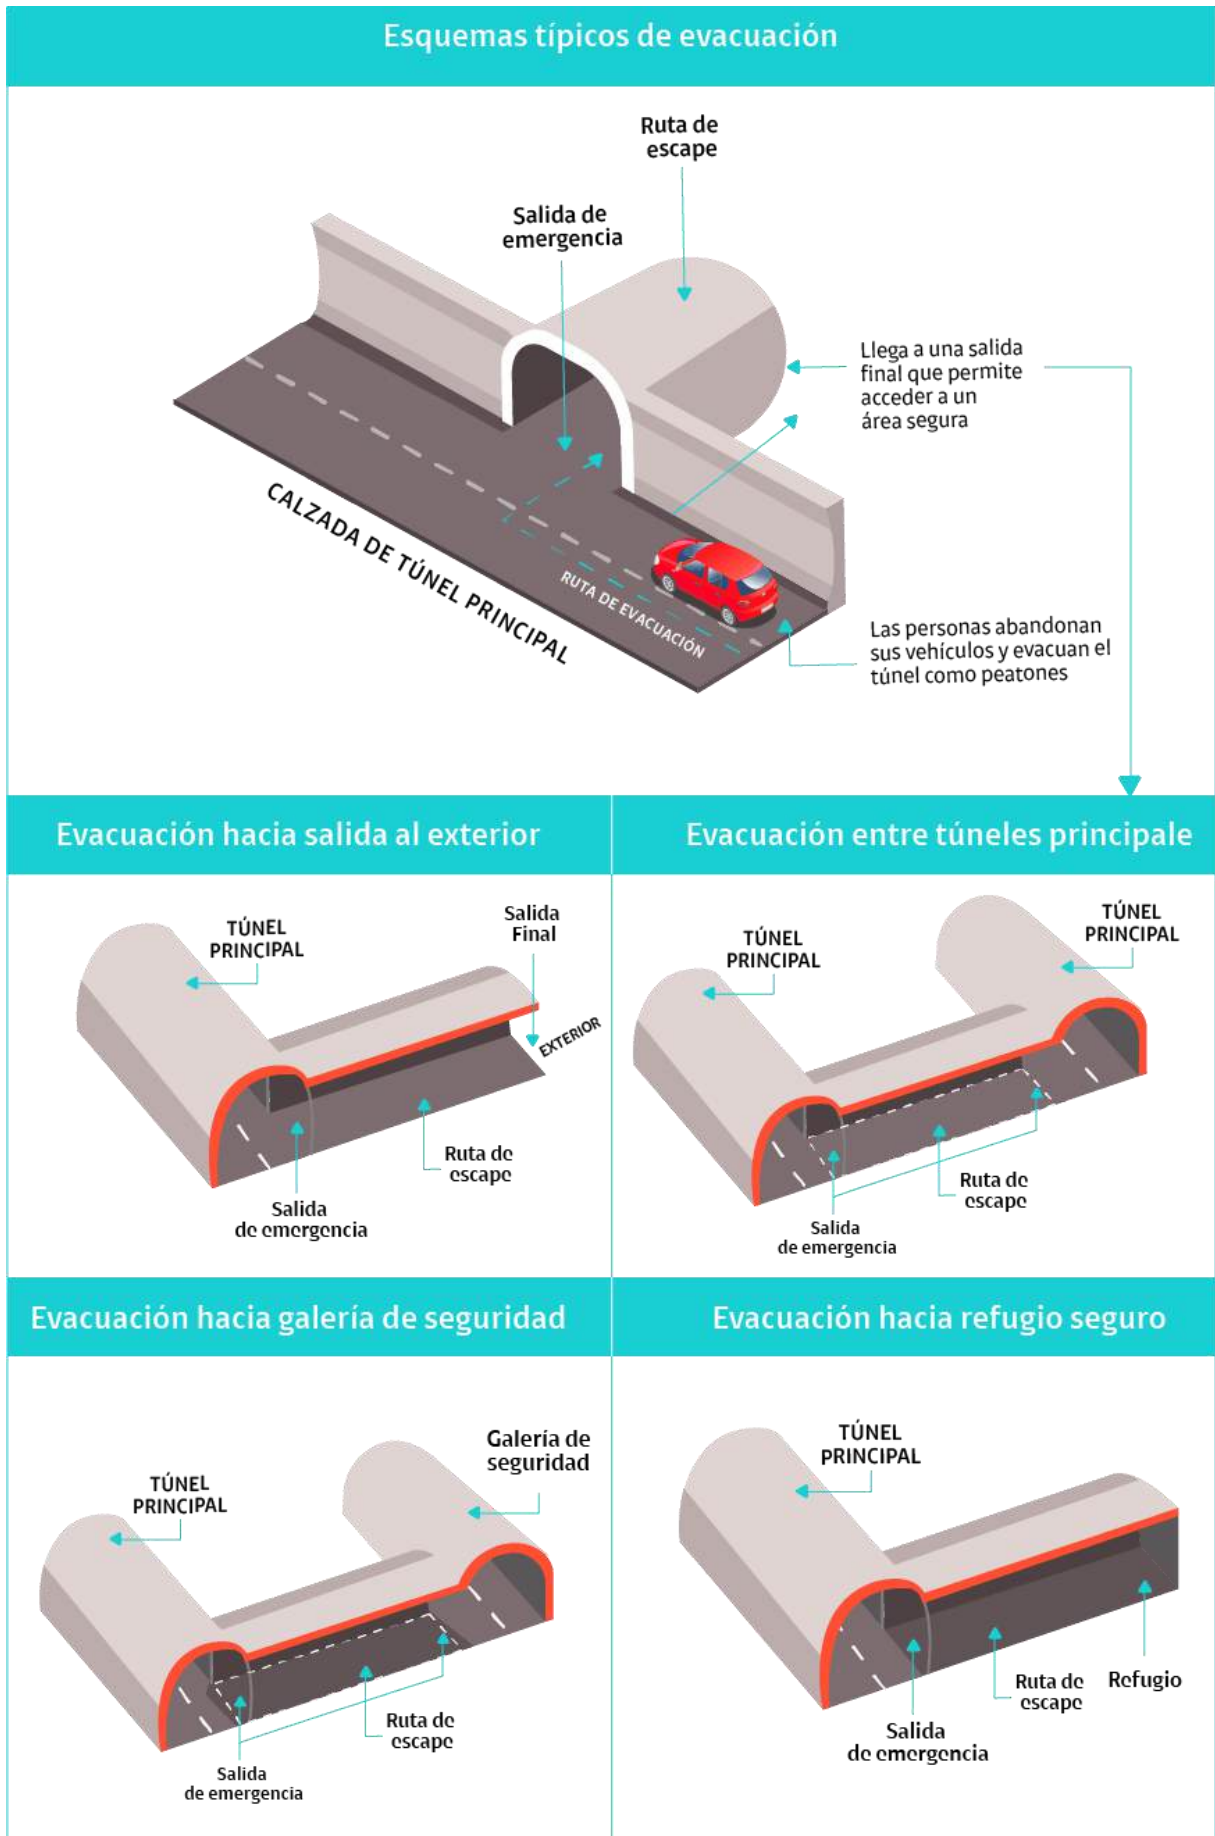 Esquemas típicos de evacuación
Ruta de
escape
Salida de
emergencia
Llega a una salida
final que permite
acceder a un
área segura
CALZADA DE TÚNEL PRINCIPAL
RUTA DE EVACUACIÓN
Las personas abandonan
sus vehículos y evacuan el
túnel como peatones
Evacuación hacia salida al exterior
TÚNEL
PRINCIPAL
Salida
Final
EXTERIOR
Ruta de
escape
Salida
de emergencia
Evacuación entre túneles principale
TÚNEL
PRINCIPAL
TÚNEL
PRINCIPAL
Ruta de
escape
Salida
de emergencia
Evacuación hacia galería de seguridad
Galería de
seguridad
TÚNEL
PRINCIPAL
Ruta de
escape
Salida
de emergencia
Evacuación hacia refugio seguro
TÚNEL
PRINCIPAL
Ruta de
escape
Refugio
Salida
de emergencia